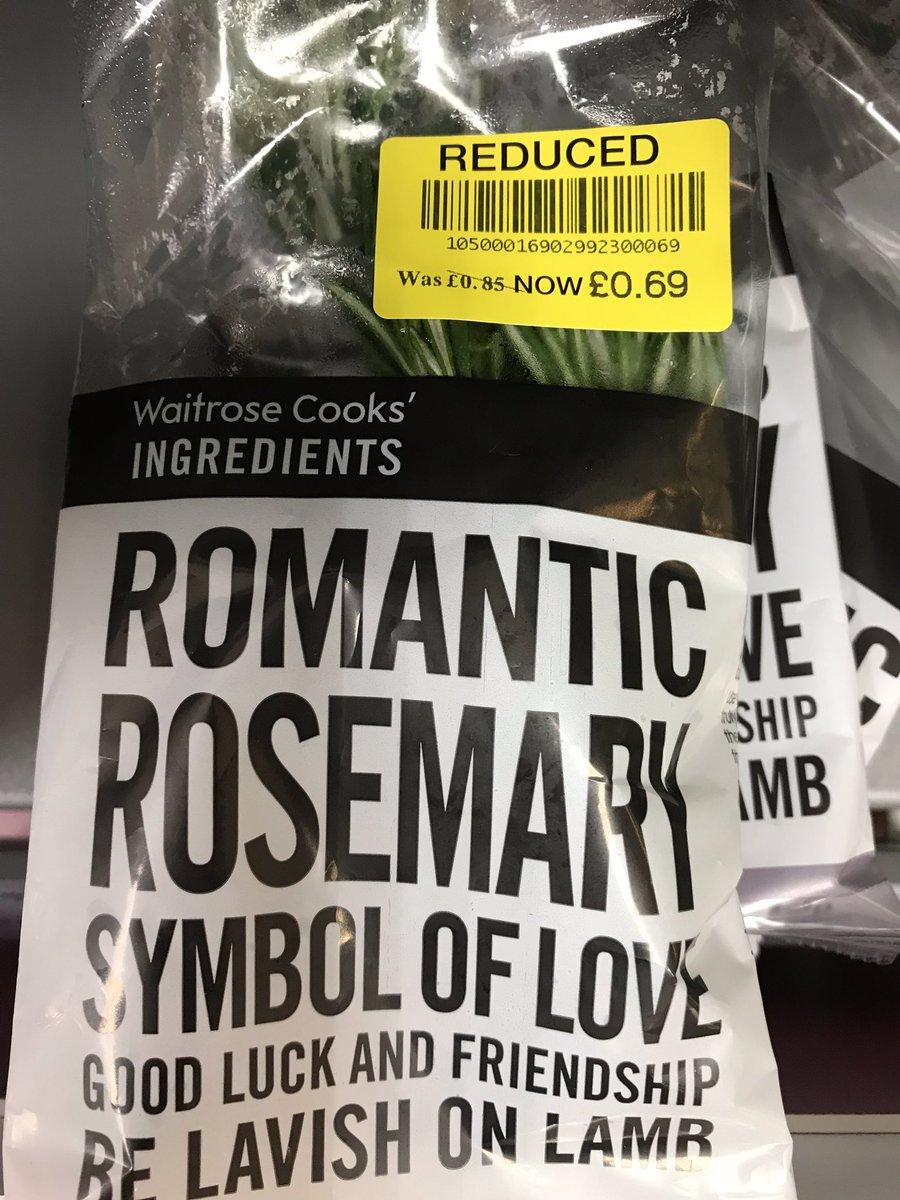 REDUCED
10500016902992300069
Was £0.85 NOW £0.69
Waitrose Cooks'
INGREDIENTS
ROMANTIC
ROSEMARY
SYMBOL OF LOVE
GOOD LUCK AND FRIENDSHIP
BE LAVISH ON LAMB
Y
VE
SHIP
AMB
C